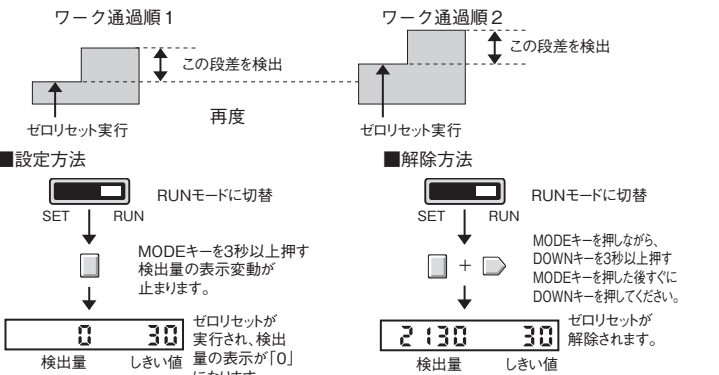 ワーク通過順1
ワーク通過順2
この段差を検出
この段差を検出
再度
ゼロリセット実行
ゼロリセット実行
■設定方法
RUNモードに切替
SET RUN
MODEキーを3秒以上押す
検出量の表示変動が
止まります。
0 30
検出量 しきい値
ゼロリセットが
実行され、検出
量の表示が「0」
になります
■解除方法
RUNモードに切替
SET RUN
+
MODEキーを押しながら、
DOWNキーを3秒以上押す
MODEキーを押した後すぐに
DOWNキーを押してください。
2130 30
検出量 しきい値
ゼロリセットが
解除されます。